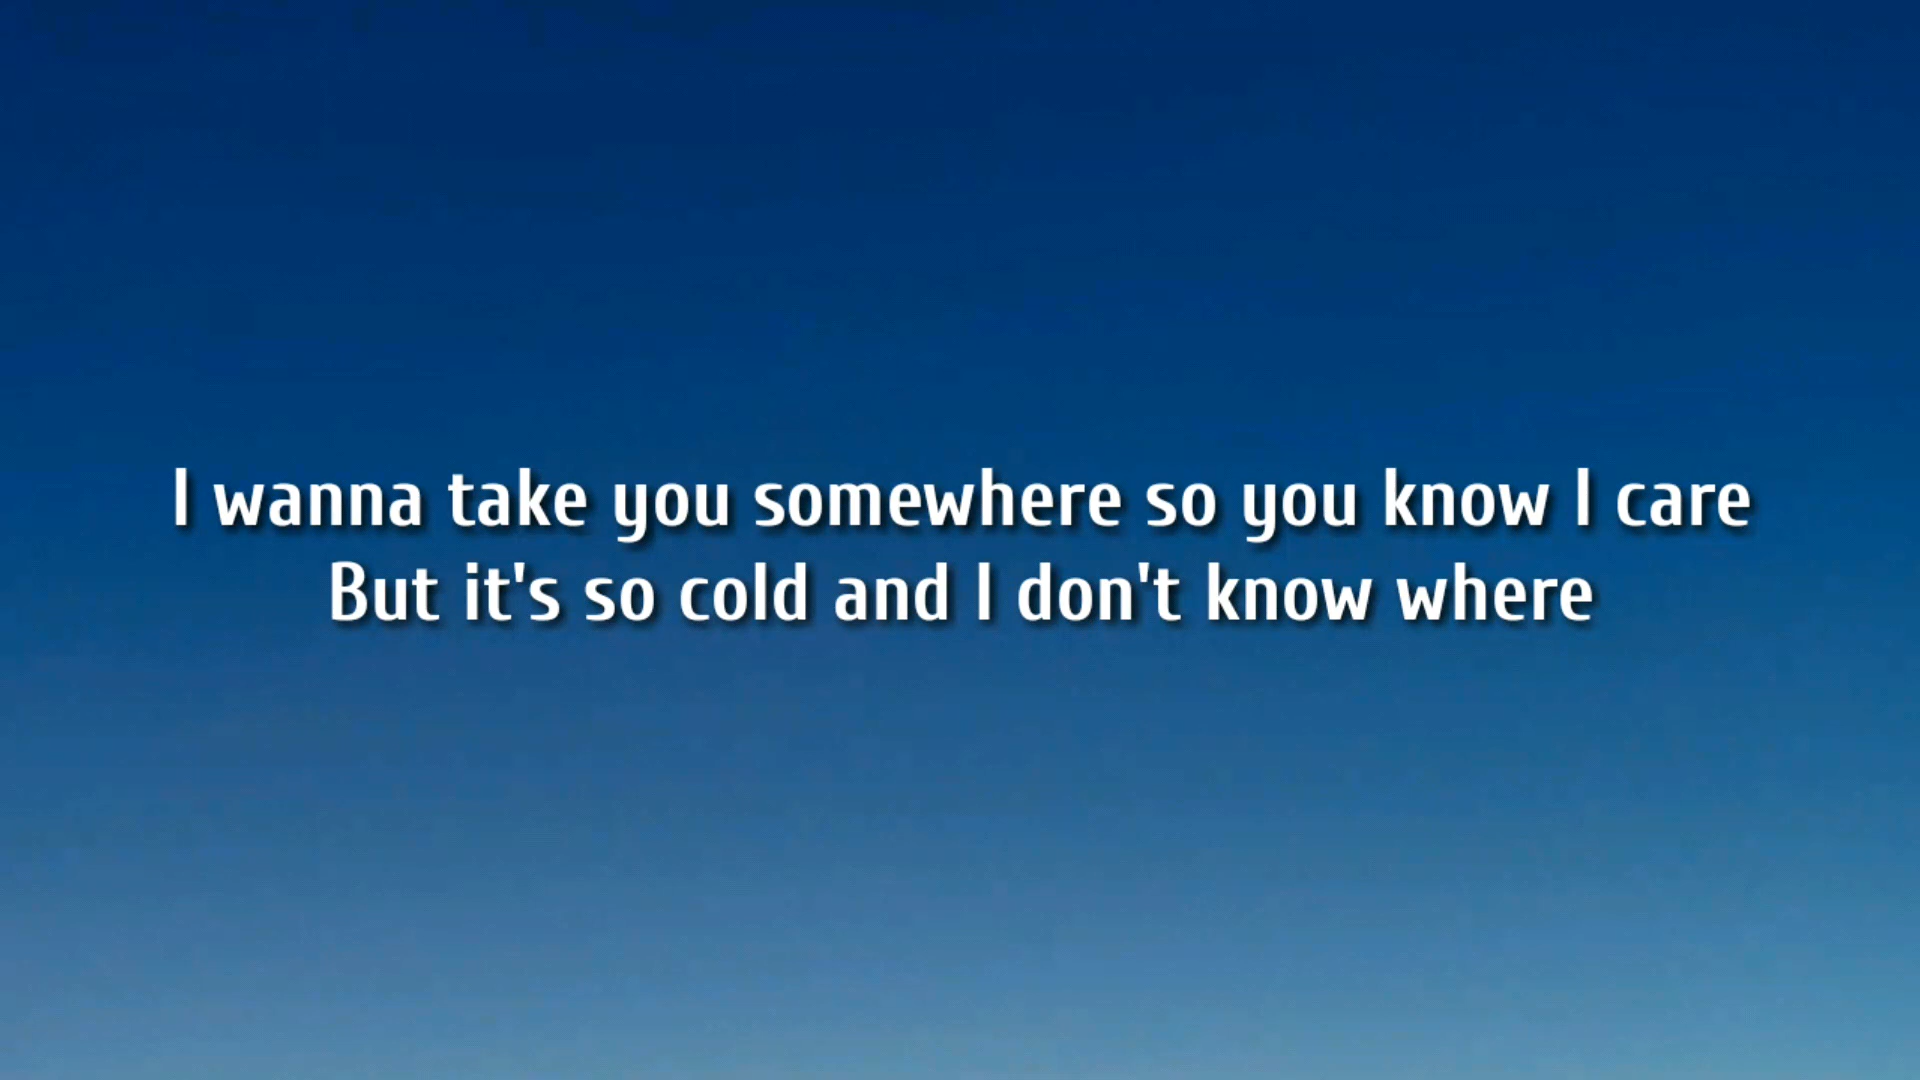 I wanna take you somewhere so you know I care
But it's so cold and I don't know where